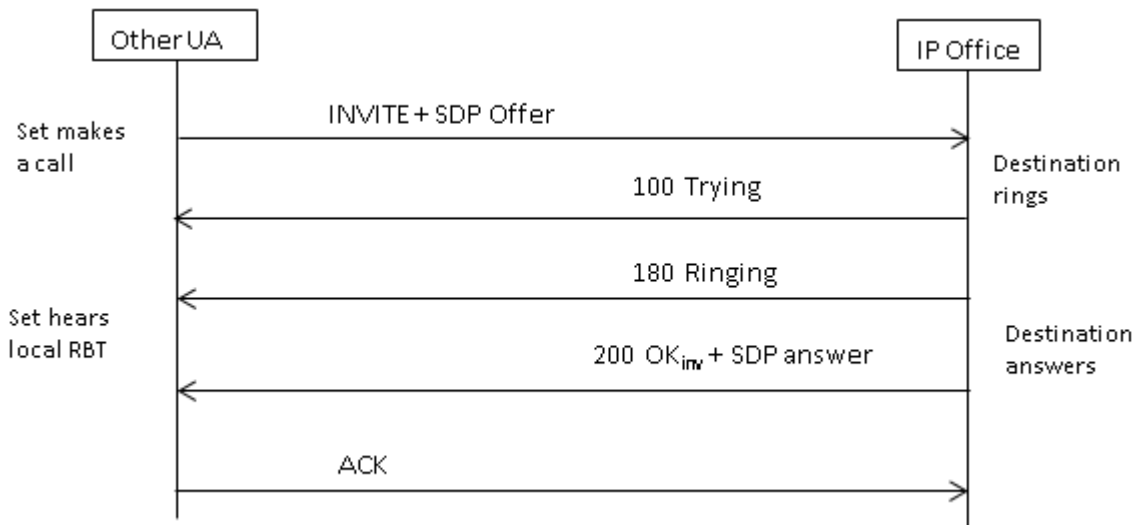 Other UA
IP Office
INVITE + SDP Offer
Set makes
a call
Destination
rings
100 Trying
180 Ringing
Set hears
local RBT
Destination
answers
200 OKinv + SDP answer
ACK